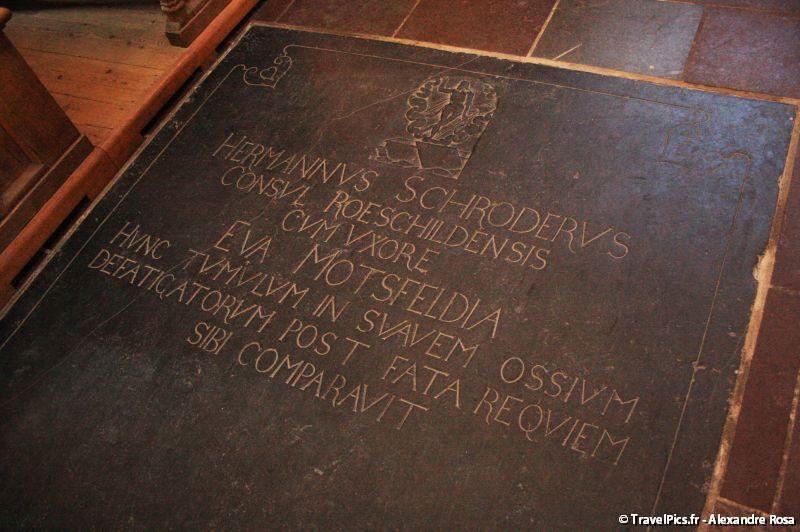 HERMANNVS SCHRODERVS
CONSVL ROESCHILDENSIS
CUM VXORE
EVA MOTSFELDIA
HVNC TVMVLVM IN SVAVEM OSSIVM
DEFATIGATORVM POST FATA REQVIEM
SIBI COMPARAVIT
© TravelPics.fr - Alexandre Rosa